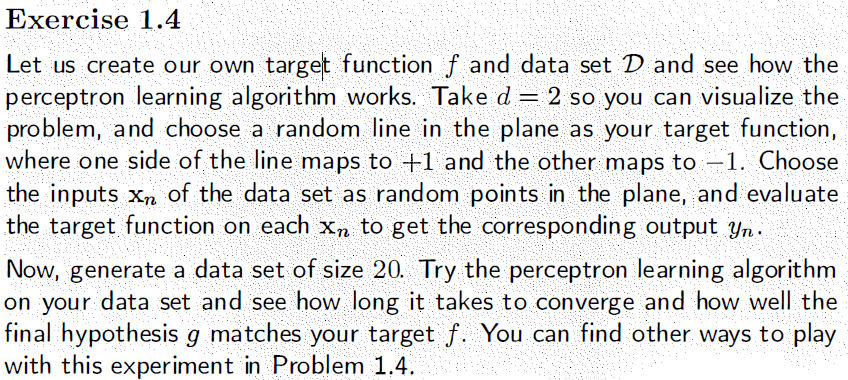 Exercise 1.4
Let us create our own target function f and data set D and see how the
perceptron learning algorithm works. Take d = 2 so you can visualize the
problem, and choose a random line in the plane as your target function,
where one side of the line maps to +1 and the other maps to −1. Choose
the inputs xₙ of the data set as random points in the plane, and evaluate
the target function on each xₙ to get the corresponding output yₙ.
Now, generate a data set of size 20. Try the perceptron learning algorithm
on your data set and see how long it takes to converge and how well the
final hypothesis g matches your target f. You can find other ways to play
with this experiment in Problem 1.4.